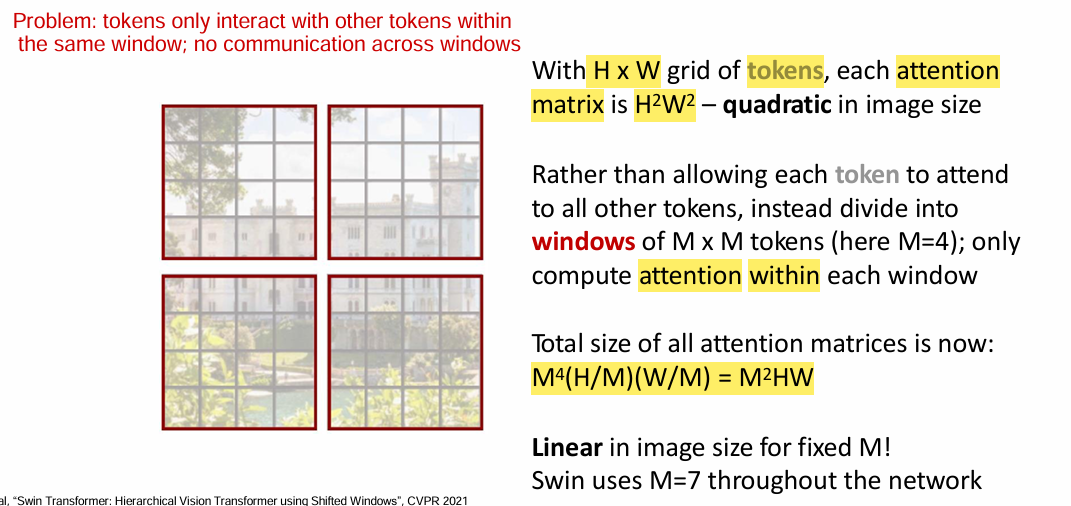 Problem: tokens only interact with other tokens within
the same window; no communication across windows
With H x W grid of tokens, each attention
matrix is H²W² – quadratic in image size
Rather than allowing each token to attend
to all other tokens, instead divide into
windows of M x M tokens (here M=4); only
compute attention within each window
Total size of all attention matrices is now:
M⁴(H/M)(W/M) = M²HW
Linear in image size for fixed M!
Swin uses M=7 throughout the network
al, “Swin Transformer: Hierarchical Vision Transformer using Shifted Windows”, CVPR 2021